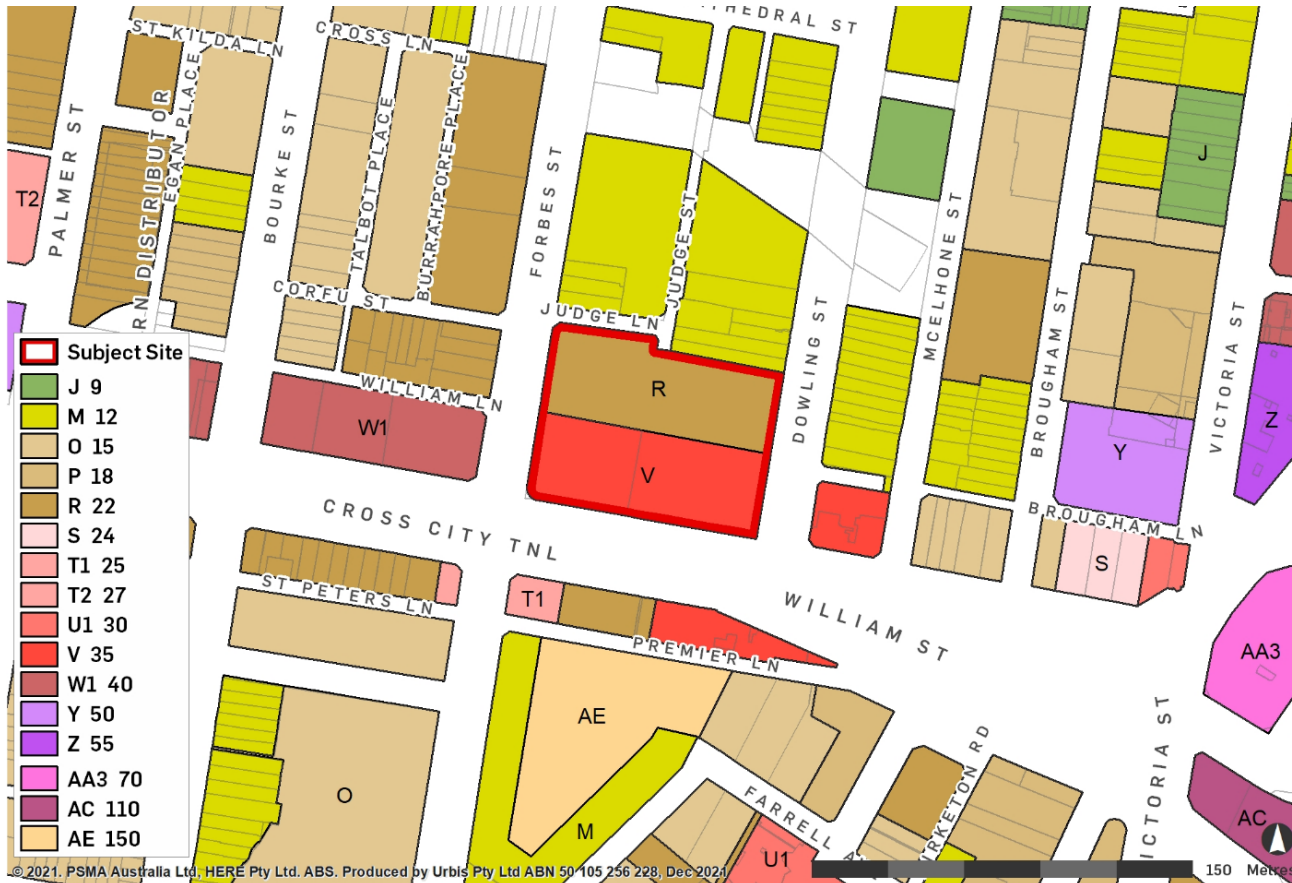 THEDRAL ST
ST KILDA LN
CROSS LN
PALMER ST
RN DISTRIBUTOR
EGAN PLACE
BOURKE ST
TALBOT PLACE
BURRAHPORE PLACE
FORBES ST
JUDGE ST
J
T2
MCELHONE ST
CORFU ST
JUDGE LN
DOWLING ST
BROUGHAM ST
VICTORIA ST
WILLIAM LN
W1
R
V
Y
Z
BROUGHAM LN
S
CROSS CITY TNL
ST PETERS LN
T1
WILLIAM ST
PREMIER LN
AA3
AE
VICTORIA ST
IRKETON RD
FARRELL A
O
M
U1
AC
Subject Site
J 9
M 12
O 15
P 18
R 22
S 24
T1 25
T2 27
U1 30
V 35
W1 40
Y 50
Z 55
AA3 70
AC 110
AE 150
© 2021. PSMA Australia Ltd, HERE Pty Ltd. ABS. Produced by Urbis Pty Ltd ABN 50 105 256 228, Dec 2021
150 Metres